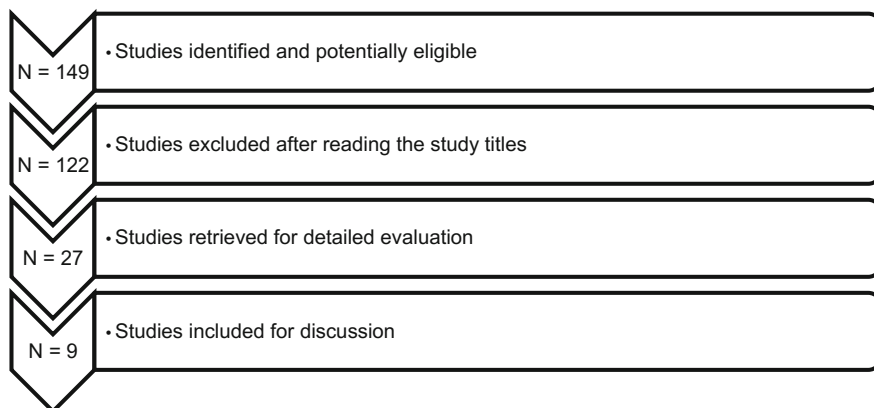 N = 149
• Studies identified and potentially eligible
N = 122
• Studies excluded after reading the study titles
N = 27
• Studies retrieved for detailed evaluation
N = 9
• Studies included for discussion